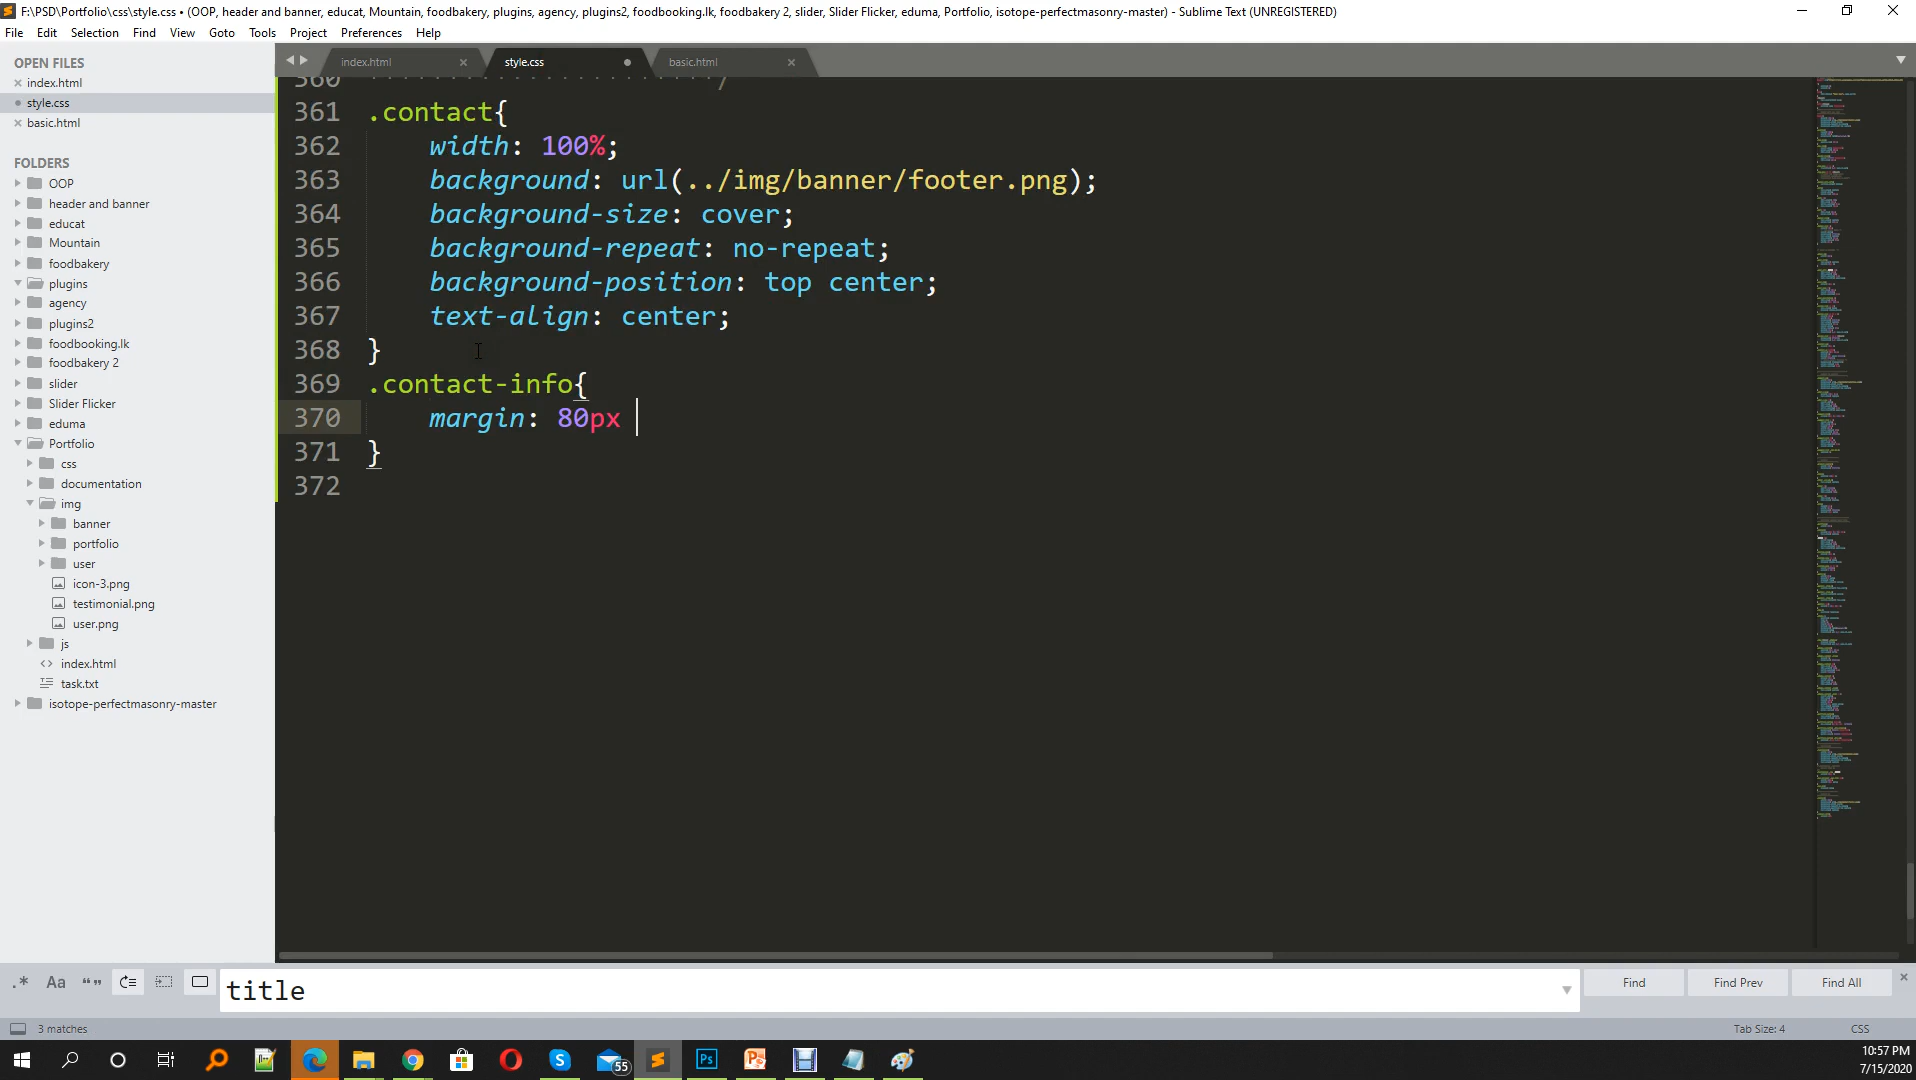 F:\PSD\Portfolio\css\style.css • (OOP, header and banner, educat, Mountain, foodbakery, plugins, agency, plugins2, foodbooking.lk, foodbakery 2, slider, Slider Flicker, eduma, Portfolio, isotope-perfectmasonry-master) - Sublime Text (UNREGISTERED)
File Edit Selection Find View Goto Tools Project Preferences Help
OPEN FILES
index.html
style.css
basic.html
FOLDERS
OOP
header and banner
educat
Mountain
foodbakery
plugins
agency
plugins2
foodbooking.lk
foodbakery 2
slider
Slider Flicker
eduma
Portfolio
css
documentation
img
banner
portfolio
user
icon-3.png
testimonial.png
user.png
js
index.html
task.txt
isotope-perfectmasonry-master
index.html style.css basic.html
360
361 .contact{
362 width: 100%;
363 background: url(../img/banner/footer.png);
364 background-size: cover;
365 background-repeat: no-repeat;
366 background-position: top center;
367 text-align: center;
368 }
369 .contact-info{
370 margin: 80px
371 }
372
.* Aa “” title Find Find Prev Find All
3 matches Tab Size: 4 CSS
55
10:57 PM
7/15/2020